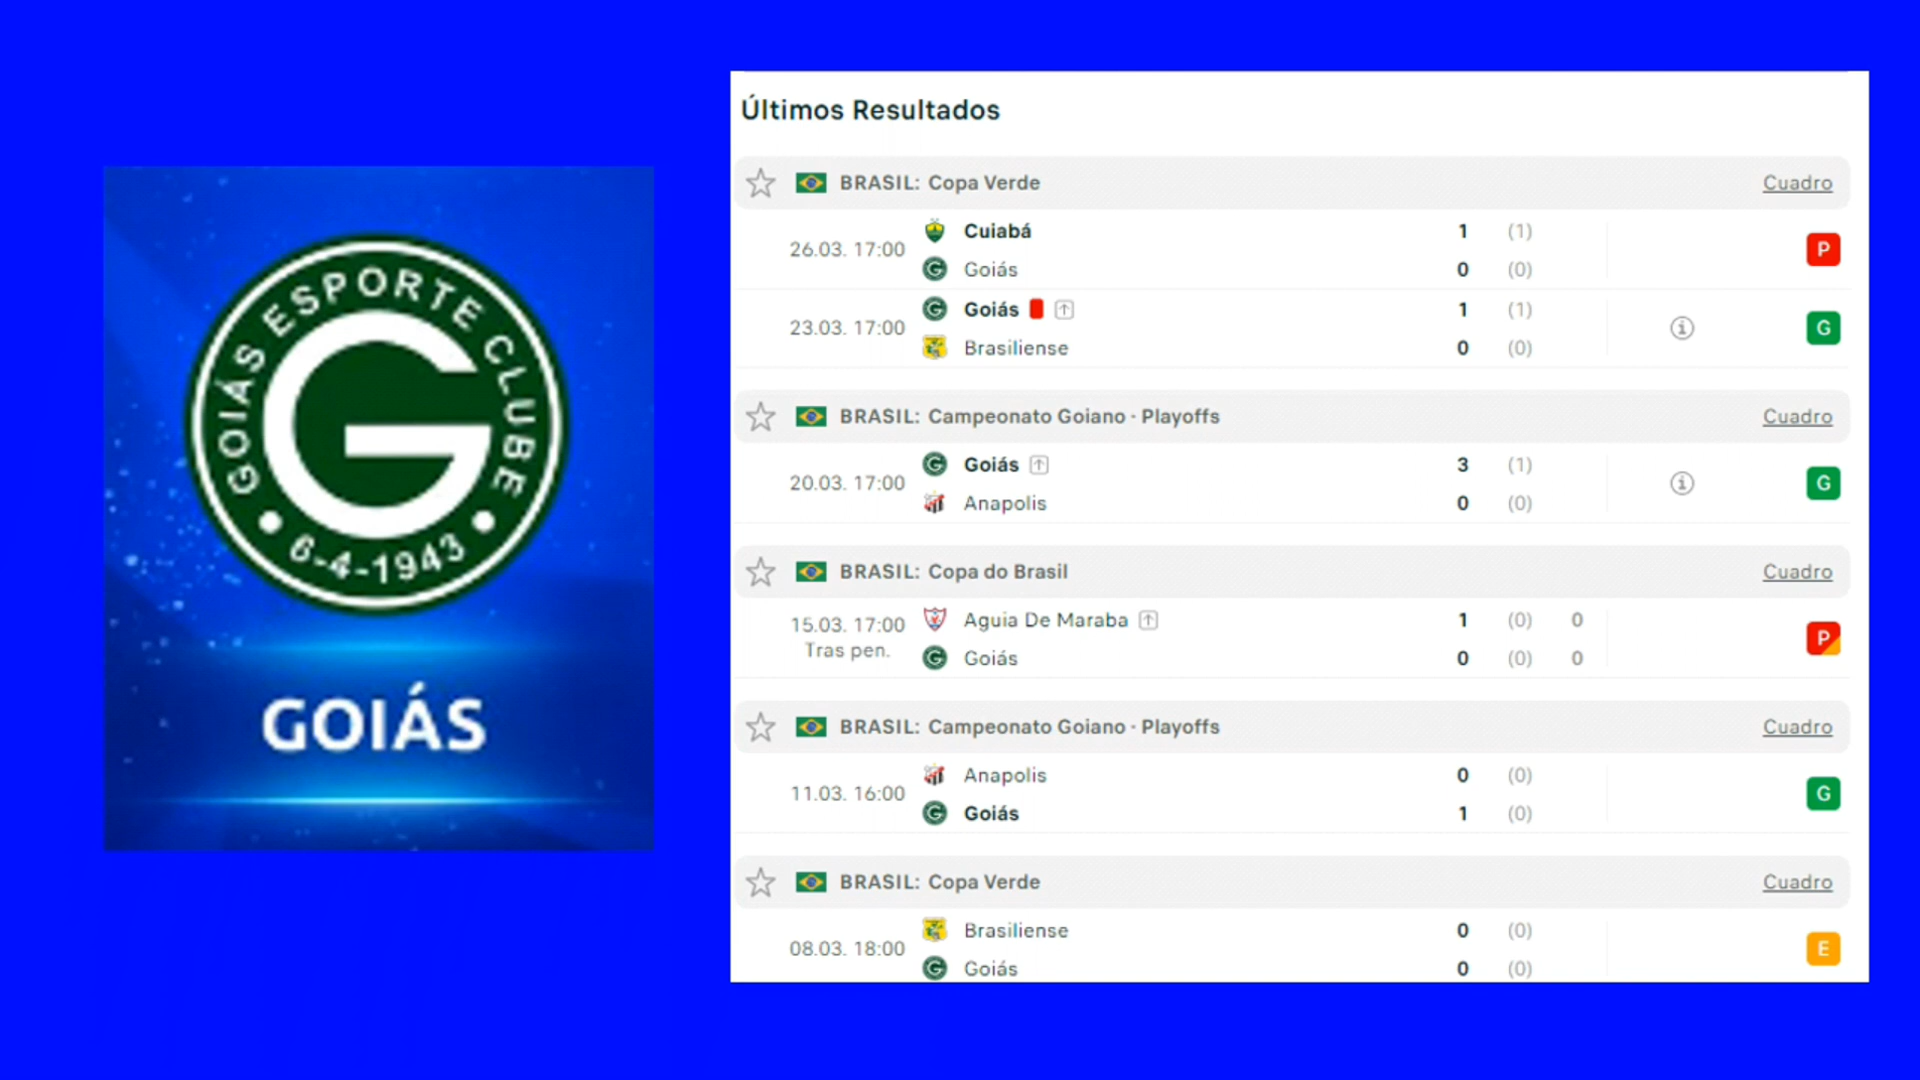 GOIÁS ESPORTE CLUBE
6-4-1943
GOIÁS
Últimos Resultados
BRASIL: Copa Verde Cuadro
26.03. 17:00
Cuiabá 1 (1)
Goiás 0 (0)
P
23.03. 17:00
Goiás 1 (1)
Brasiliense 0 (0)
G
BRASIL: Campeonato Goiano - Playoffs Cuadro
20.03. 17:00
Goiás 3 (1)
Anapolis 0 (0)
G
BRASIL: Copa do Brasil Cuadro
15.03. 17:00
Tras pen.
Aguia De Maraba 1 (0) 0
Goiás 0 (0) 0
P
BRASIL: Campeonato Goiano - Playoffs Cuadro
11.03. 16:00
Anapolis 0 (0)
Goiás 1 (0)
G
BRASIL: Copa Verde Cuadro
08.03. 18:00
Brasiliense 0 (0)
Goiás 0 (0)
E